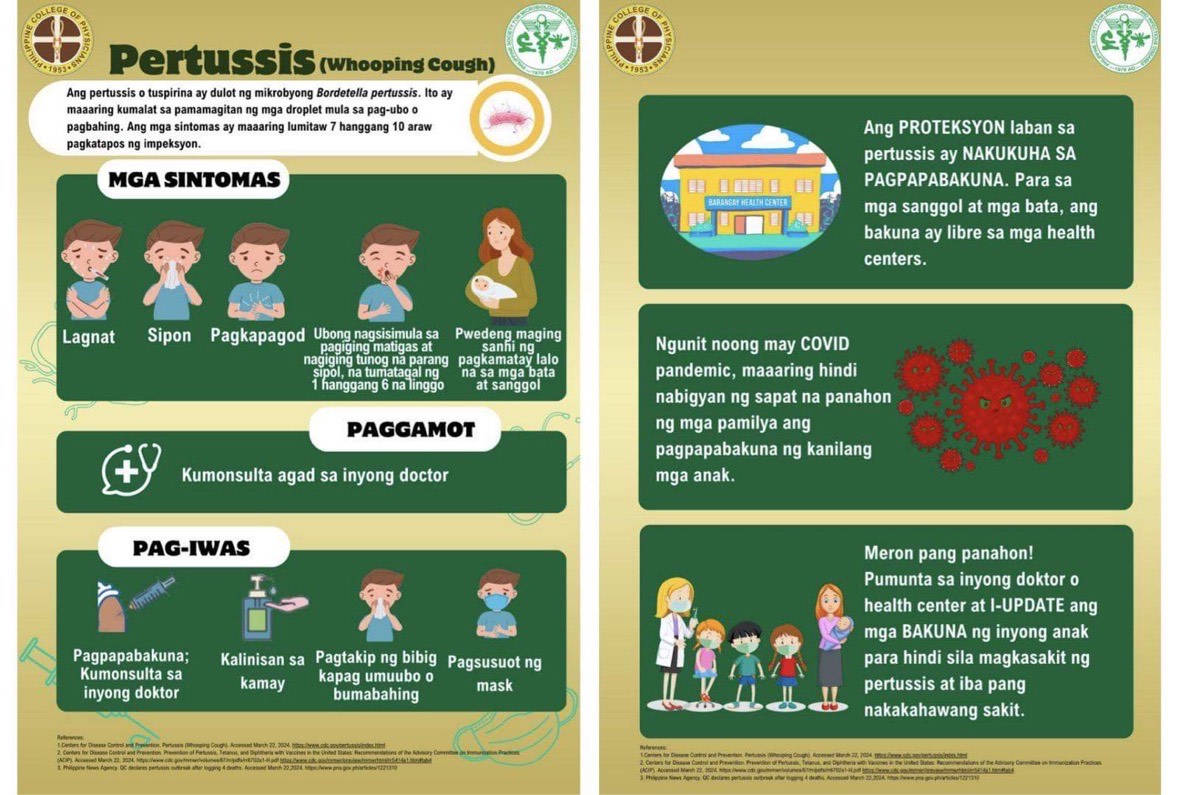 PHILIPPINE COLLEGE OF PHYSICIANS
1953
Pertussis (Whooping Cough)
Ang pertussis o tuspirina ay dulot ng mikrobyong Bordetella pertussis. Ito ay
maaaring kumalat sa pamamagitan ng mga droplet mula sa pag-ubo o
pagbahing. Ang mga sintomas ay maaaring lumitaw 7 hanggang 10 araw
pagkatapos ng impeksyon.
MGA SINTOMAS
Lagnat
Sipon
Pagkapagod
Ubong nagsisimula sa
pagiging matigas at
nagiging tunog na parang
sipol, na tumatagal ng
1 hanggang 6 na linggo
Pwedeng maging
sanhi ng
pagkamatay lalo
na sa mga bata
at sanggol
PAGGAMOT
Kumonsulta agad sa inyong doctor
PAG-IWAS
Pagpapabakuna;
Kumonsulta sa
inyong doktor
Kalinisan sa
kamay
Pagtakip ng bibig
kapag umuubo o
bumabahing
Pagsusuot ng
mask
References:
1.Centers for Disease Control and Prevention. Pertussis (Whooping Cough). Accessed March 22, 2024. https://www.cdc.gov/pertussis/index.html
2. Centers for Disease Control and Prevention. Prevention of Pertussis, Tetanus, and Diphtheria with Vaccines in the United States: Recommendations of the Advisory Committee on Immunization Practices
(ACIP). Accessed March 22, 2024.
3. Philippine News Agency. QC declares pertussis outbreak after logging 4 deaths. Accessed March 22,2024. https://www.pna.gov.ph/articles/1221310
PHILIPPINE COLLEGE OF PHYSICIANS
1953
BARANGAY HEALTH CENTER
Ang PROTEKSYON laban sa
pertussis ay NAKUKUHA SA
PAGPAPABAKUNA. Para sa
mga sanggol at mga bata, ang
bakuna ay libre sa mga health
centers.
Ngunit noong may COVID
pandemic, maaaring hindi
nabigyan ng sapat na panahon
ng mga pamilya ang
pagpapabakuna ng kanilang
mga anak.
Meron pang panahon!
Pumunta sa inyong doktor o
health center at I-UPDATE ang
mga BAKUNA ng inyong anak
para hindi sila magkasakit ng
pertussis at iba pang
nakakahawang sakit.
References:
1.Centers for Disease Control and Prevention. Pertussis (Whooping Cough). Accessed March 22, 2024. https://www.cdc.gov/pertussis/index.html
2. Centers for Disease Control and Prevention. Prevention of Pertussis, Tetanus, and Diphtheria with Vaccines in the United States: Recommendations of the Advisory Committee on Immunization Practices
(ACIP). Accessed March 22, 2024.
3. Philippine News Agency. QC declares pertussis outbreak after logging 4 deaths. Accessed March 22,2024. https://www.pna.gov.ph/articles/1221310